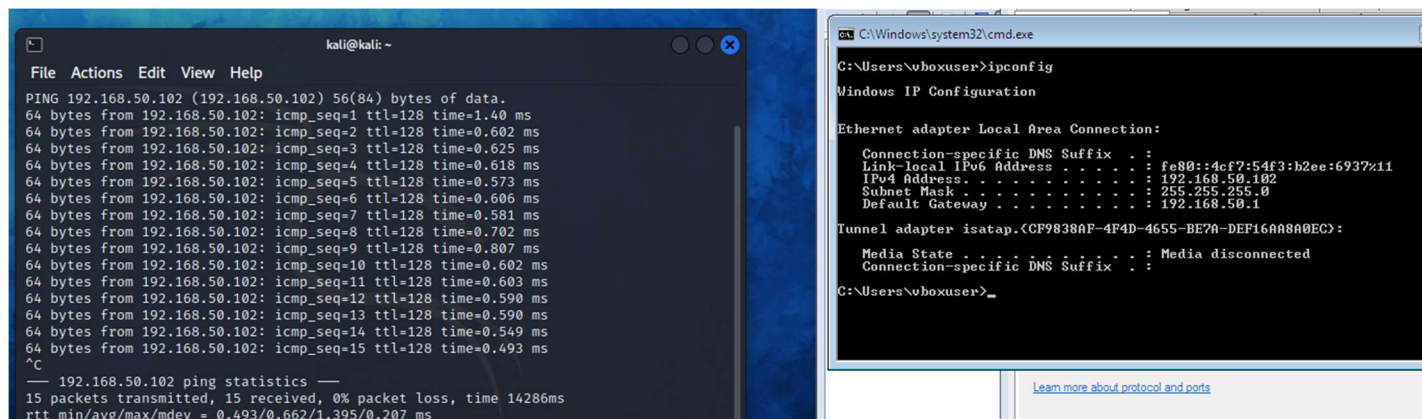 kali@kali: ~
File Actions Edit View Help
PING 192.168.50.102 (192.168.50.102) 56(84) bytes of data.
64 bytes from 192.168.50.102: icmp_seq=1 ttl=128 time=1.40 ms
64 bytes from 192.168.50.102: icmp_seq=2 ttl=128 time=0.602 ms
64 bytes from 192.168.50.102: icmp_seq=3 ttl=128 time=0.625 ms
64 bytes from 192.168.50.102: icmp_seq=4 ttl=128 time=0.618 ms
64 bytes from 192.168.50.102: icmp_seq=5 ttl=128 time=0.573 ms
64 bytes from 192.168.50.102: icmp_seq=6 ttl=128 time=0.606 ms
64 bytes from 192.168.50.102: icmp_seq=7 ttl=128 time=0.581 ms
64 bytes from 192.168.50.102: icmp_seq=8 ttl=128 time=0.702 ms
64 bytes from 192.168.50.102: icmp_seq=9 ttl=128 time=0.807 ms
64 bytes from 192.168.50.102: icmp_seq=10 ttl=128 time=0.602 ms
64 bytes from 192.168.50.102: icmp_seq=11 ttl=128 time=0.603 ms
64 bytes from 192.168.50.102: icmp_seq=12 ttl=128 time=0.590 ms
64 bytes from 192.168.50.102: icmp_seq=13 ttl=128 time=0.590 ms
64 bytes from 192.168.50.102: icmp_seq=14 ttl=128 time=0.549 ms
64 bytes from 192.168.50.102: icmp_seq=15 ttl=128 time=0.493 ms
^C
--- 192.168.50.102 ping statistics ---
15 packets transmitted, 15 received, 0% packet loss, time 14286ms
rtt min/avg/max/mdev = 0.493/0.662/1.395/0.207 ms
C:\Windows\system32\cmd.exe
C:\Users\vboxuser>ipconfig
Windows IP Configuration
Ethernet adapter Local Area Connection:
Connection-specific DNS Suffix . :
Link-local IPv6 Address . . . . . : fe80::4cf7:54f3:b2ee:6937%11
IPv4 Address. . . . . . . . . . . : 192.168.50.102
Subnet Mask . . . . . . . . . . . : 255.255.255.0
Default Gateway . . . . . . . . . : 192.168.50.1
Tunnel adapter isatap.{CF9838AF-4F4D-4655-BE7A-DEF16AA8A0EC}:
Media State . . . . . . . . . . . : Media disconnected
Connection-specific DNS Suffix . :
C:\Users\vboxuser>_
Learn more about protocol and ports